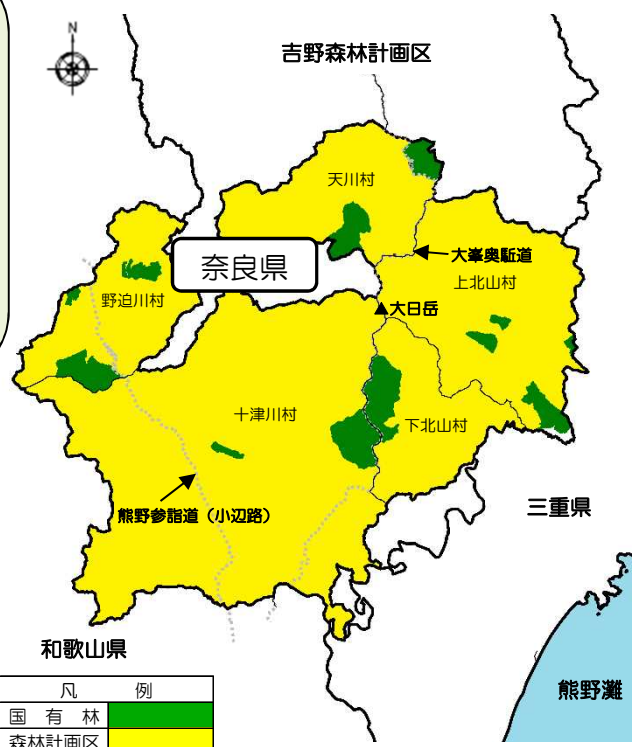 N
吉野森林計画区
天川村
大峯奥駈道
奈良県
上北山村
野迫川村
▲大日岳
十津川村
下北山村
三重県
熊野参詣道（小辺路）
和歌山県
熊野灘
凡 例
国 有 林
森林計画区